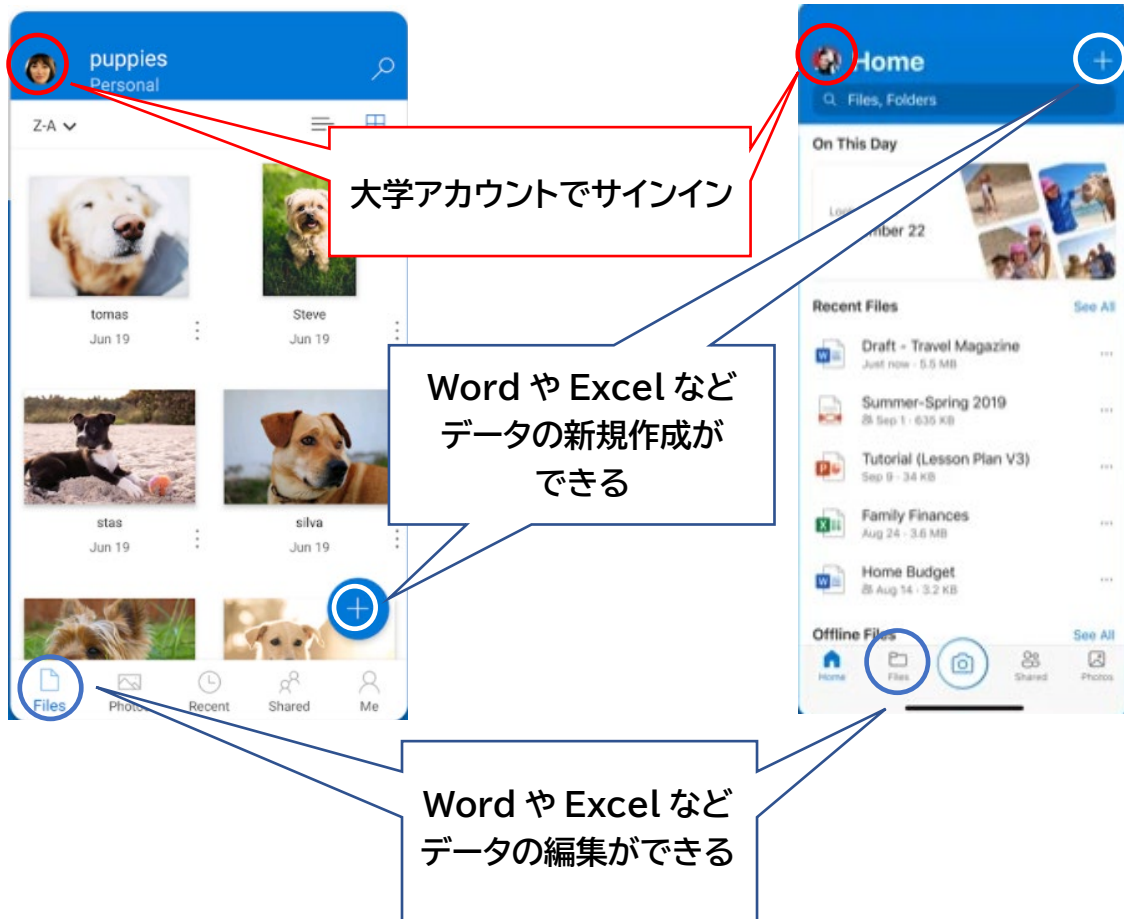 puppies
Personal
Z-A
tomas
Jun 19
Steve
Jun 19
stas
Jun 19
silva
Jun 19
Files
Photos
Recent
Shared
Me
大学アカウントでサインイン
Word や Excel など
データの新規作成が
できる
Word や Excel など
データの編集ができる
Home
Files, Folders
On This Day
mber 22
Recent Files
See All
Draft - Travel Magazine
Just now · 5.5 MB
Summer-Spring 2019
Sep 1 · 635 KB
Tutorial (Lesson Plan V3)
Sep 9 · 34 KB
Family Finances
Aug 24 · 3.6 MB
Home Budget
Aug 14 · 3.2 KB
Offline Files
See All
Home
Files
Shared
Photos